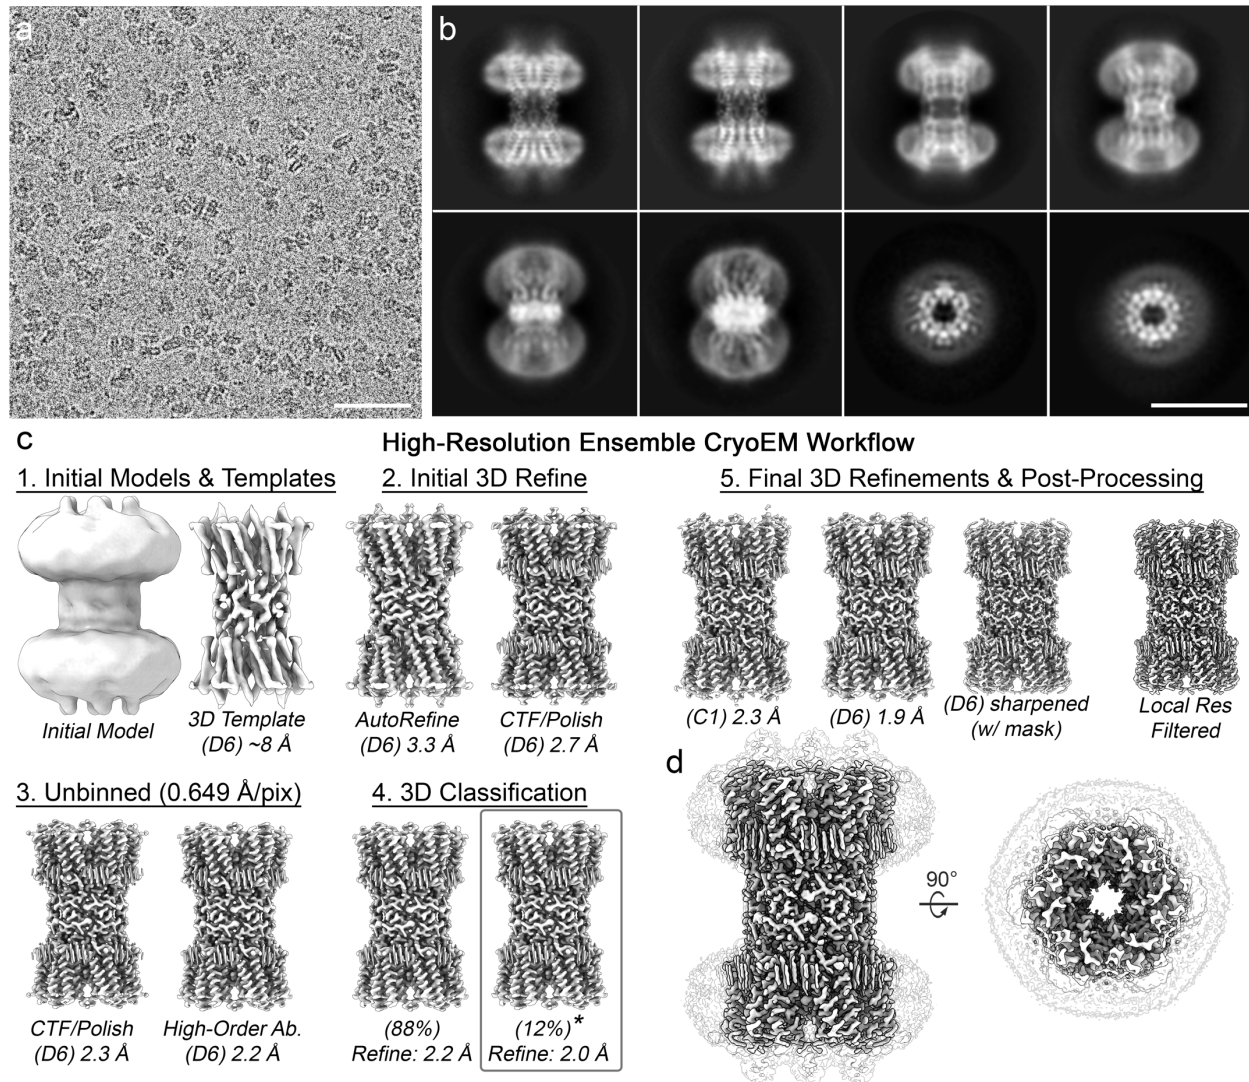 a
b
c
High-Resolution Ensemble CryoEM Workflow
1. Initial Models & Templates
2. Initial 3D Refine
5. Final 3D Refinements & Post-Processing
Initial Model
3D Template
(D6) ~8 Å
AutoRefine
(D6) 3.3 Å
CTF/Polish
(D6) 2.7 Å
(C1) 2.3 Å
(D6) 1.9 Å
(D6) sharpened
(w/ mask)
Local Res
Filtered
3. Unbinned (0.649 Å/pix)
4. 3D Classification
d
90°
CTF/Polish
(D6) 2.3 Å
High-Order Ab.
(D6) 2.2 Å
(88%)
Refine: 2.2 Å
(12%)*
Refine: 2.0 Å